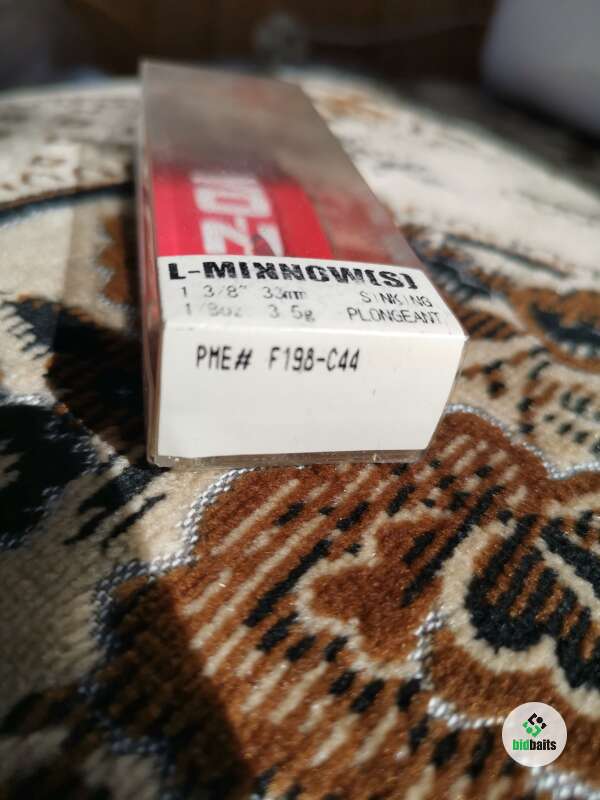 L-MINNOW(S)
1 3/8" 33mm SINKING
1/8oz 3.5g PLONGEANT
PME# F198-C44
bidbaits